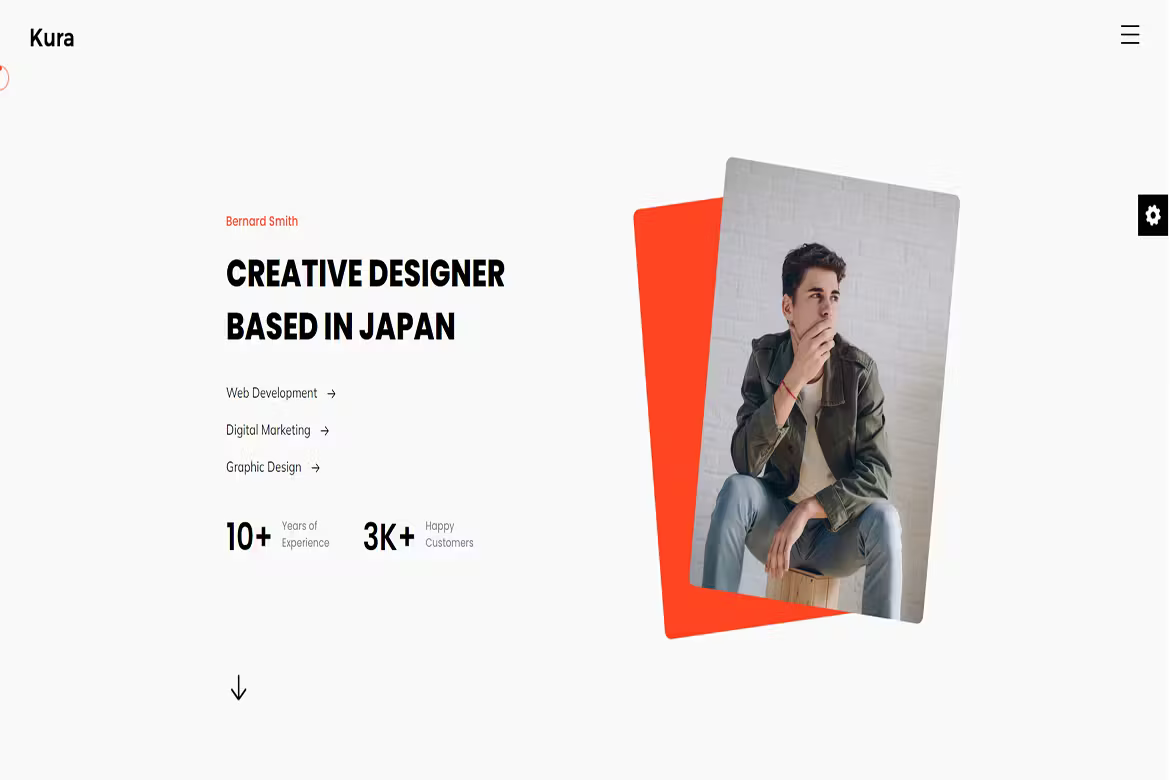 Kura
Bernard Smith
CREATIVE DESIGNER
BASED IN JAPAN
Web Development →
Digital Marketing →
Graphic Design →
10+ Years of
Experience
3K+ Happy
Customers